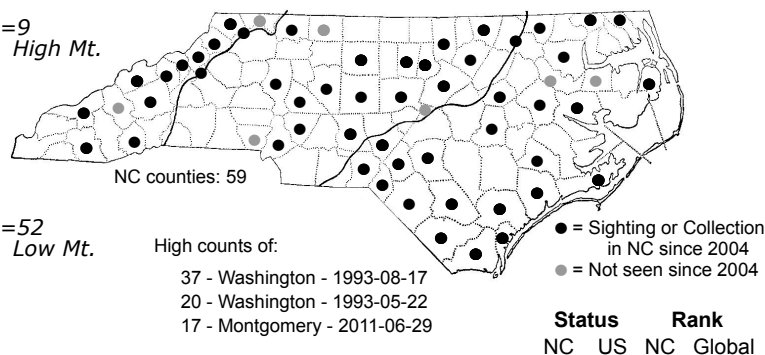 =9
High Mt.
NC counties: 59
=52
Low Mt.
High counts of:
37 - Washington - 1993-08-17
20 - Washington - 1993-05-22
17 - Montgomery - 2011-06-29
● = Sighting or Collection
in NC since 2004
● = Not seen since 2004
Status Rank
NC US NC Global